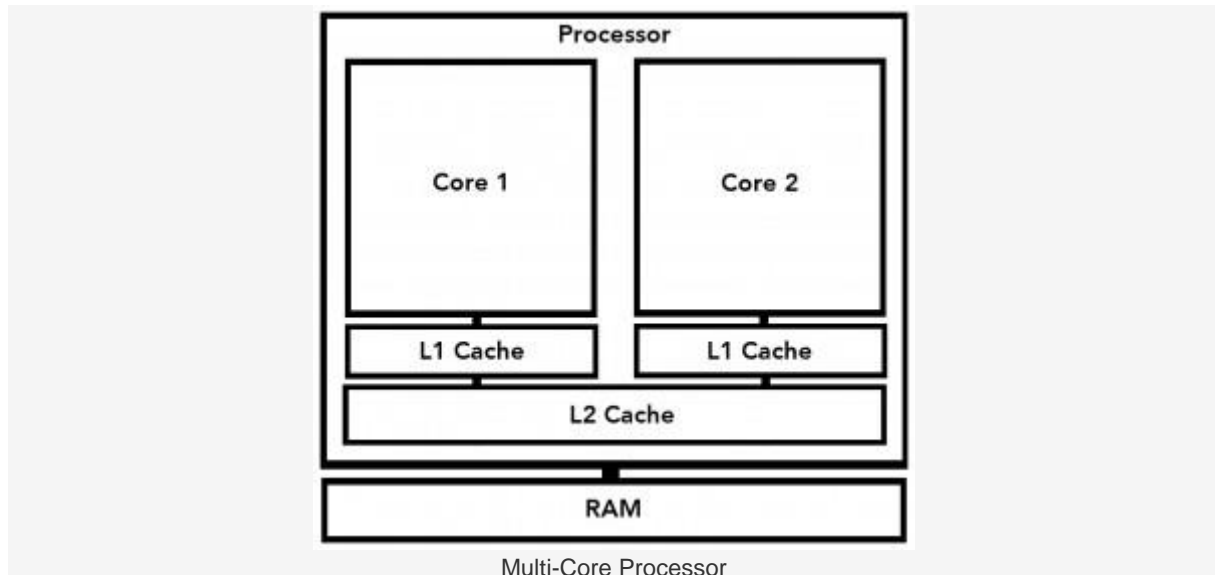 Processor
Core 1
Core 2
L1 Cache
L1 Cache
L2 Cache
RAM
Multi-Core Processor